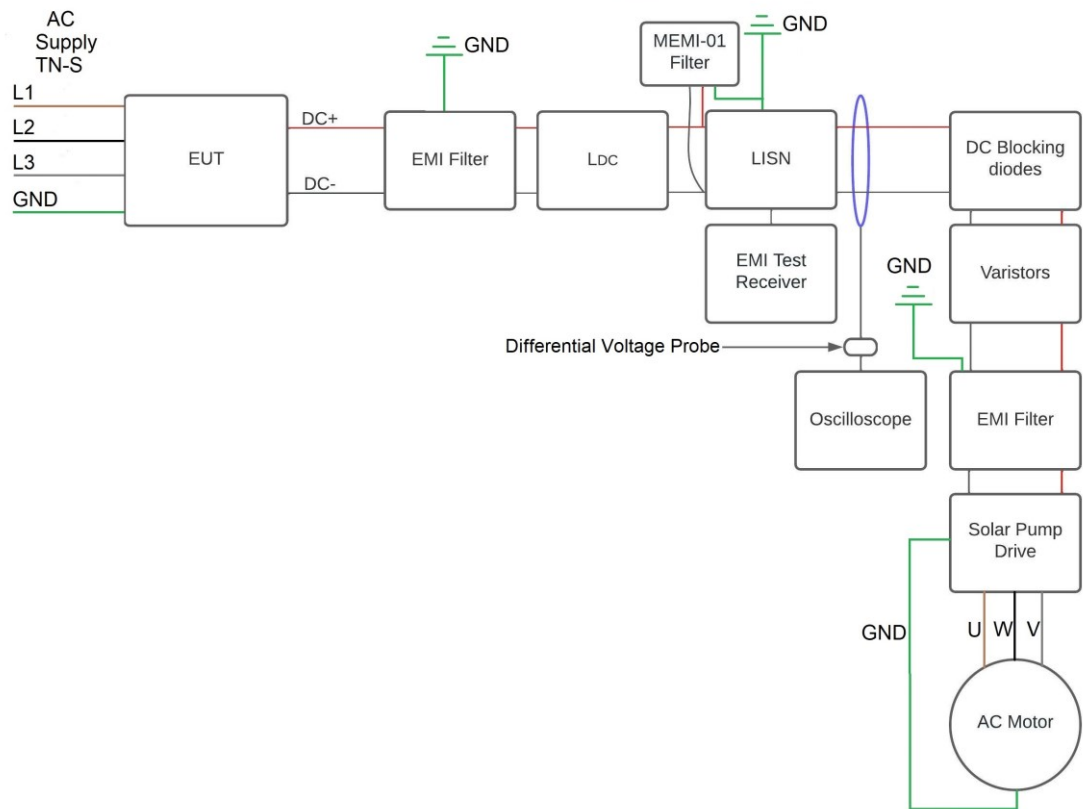 AC
Supply
TN-S
L1
L2
L3
GND
EUT
DC+
DC-
GND
EMI Filter
LDC
MEMI-01
Filter
GND
LISN
EMI Test
Receiver
DC Blocking
diodes
Varistors
GND
Differential Voltage Probe
Oscilloscope
EMI Filter
Solar Pump
Drive
GND
U W V
AC Motor